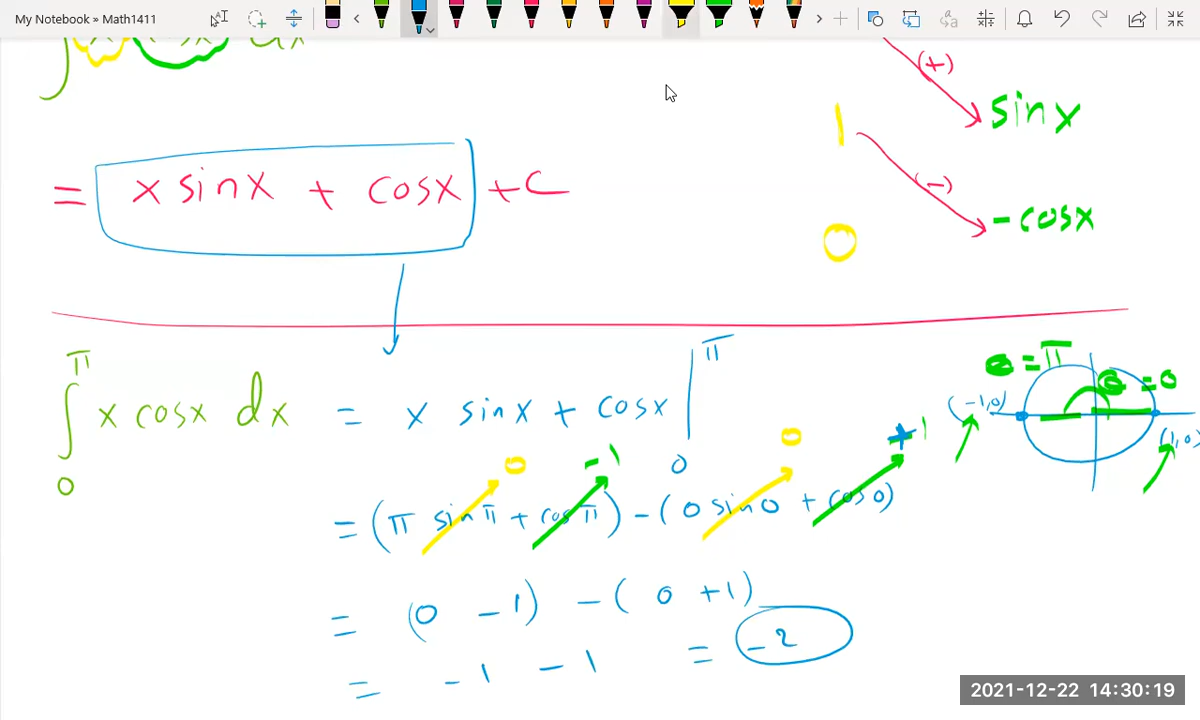 My Notebook » Math1411
(+)
sin x
1
= x sin x + cos x + C
(-)
- cos x
0
π
∫ x cos x dx = x sin x + cos x | π
0
0
θ = π
θ = 0
(-1,0)
(1,0)
0 -1 0 +1
= (π sin π + cos π) - (0 sin 0 + cos 0)
= (0 - 1) - (0 + 1)
= -1 - 1 = -2
2021-12-22 14:30:19